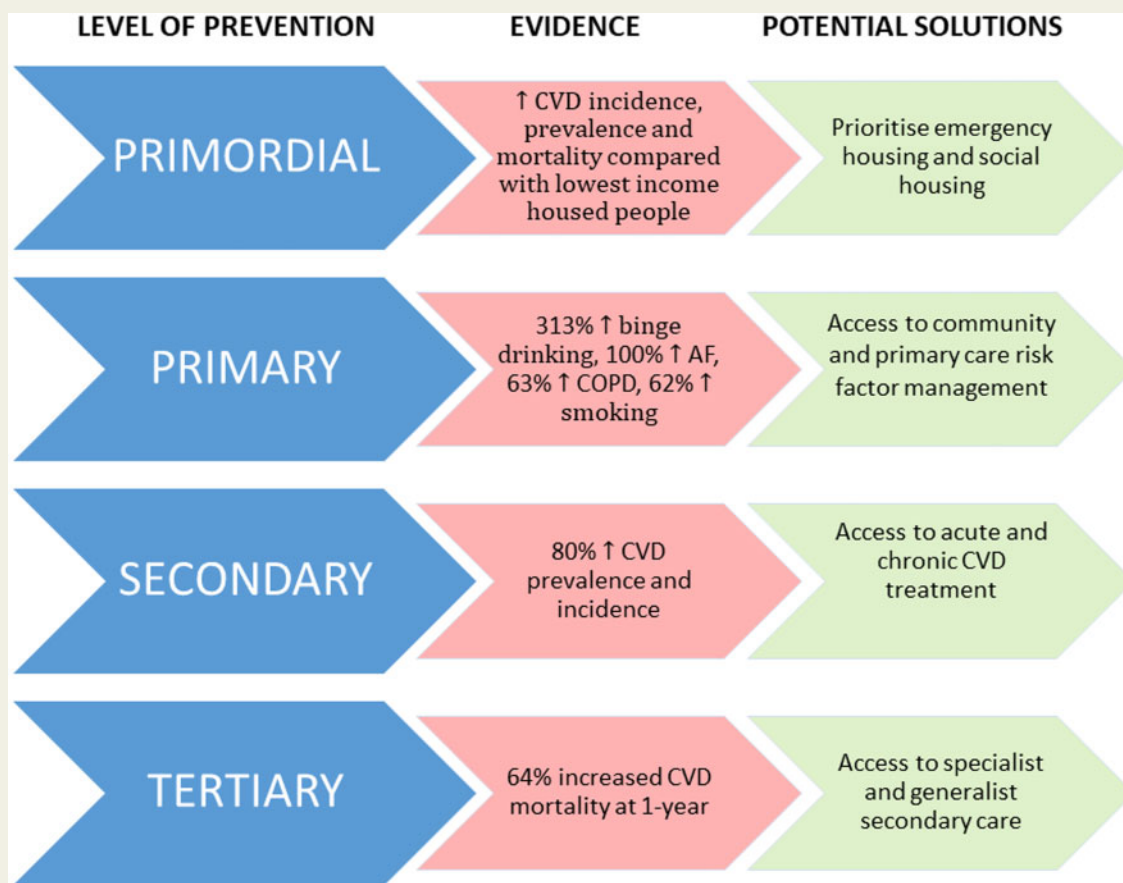 LEVEL OF PREVENTION EVIDENCE POTENTIAL SOLUTIONS
PRIMORDIAL
↑ CVD incidence,
prevalence and
mortality compared
with lowest income
housed people
Prioritise emergency
housing and social
housing
PRIMARY
313% ↑ binge
drinking, 100% ↑ AF,
63% ↑ COPD, 62% ↑
smoking
Access to community
and primary care risk
factor management
SECONDARY
80% ↑ CVD
prevalence and
incidence
Access to acute and
chronic CVD
treatment
TERTIARY
64% increased CVD
mortality at 1-year
Access to specialist
and generalist
secondary care